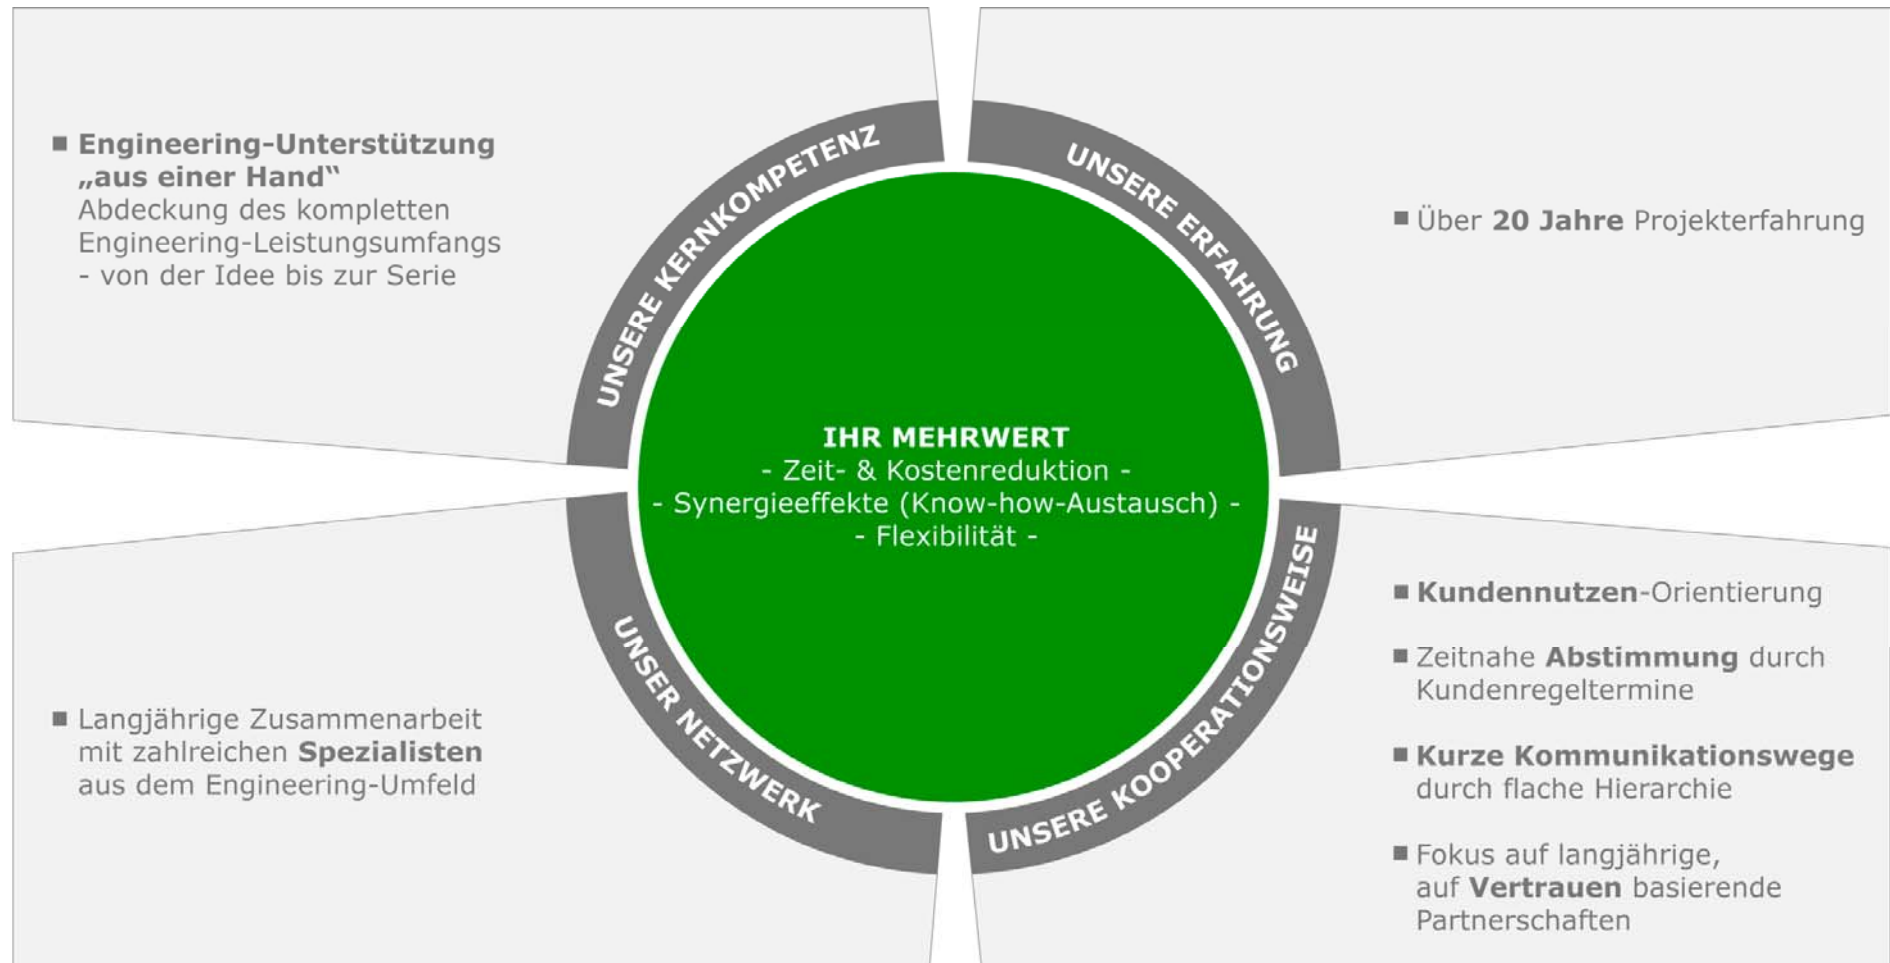 ■ Engineering-Unterstützung
„aus einer Hand“
Abdeckung des kompletten
Engineering-Leistungsumfangs
- von der Idee bis zur Serie
UNSERE KERNKOMPETENZ
UNSERE ERFAHRUNG
■ Über 20 Jahre Projekterfahrung
IHR MEHRWERT
- Zeit- & Kostenreduktion -
- Synergieeffekte (Know-how-Austausch) -
- Flexibilität -
■ Langjährige Zusammenarbeit
mit zahlreichen Spezialisten
aus dem Engineering-Umfeld
UNSER NETZWERK
UNSERE KOOPERATIONSWEISE
■ Kundennutzen-Orientierung
■ Zeitnahe Abstimmung durch
Kundenregeltermine
■ Kurze Kommunikationswege
durch flache Hierarchie
■ Fokus auf langjährige,
auf Vertrauen basierende
Partnerschaften